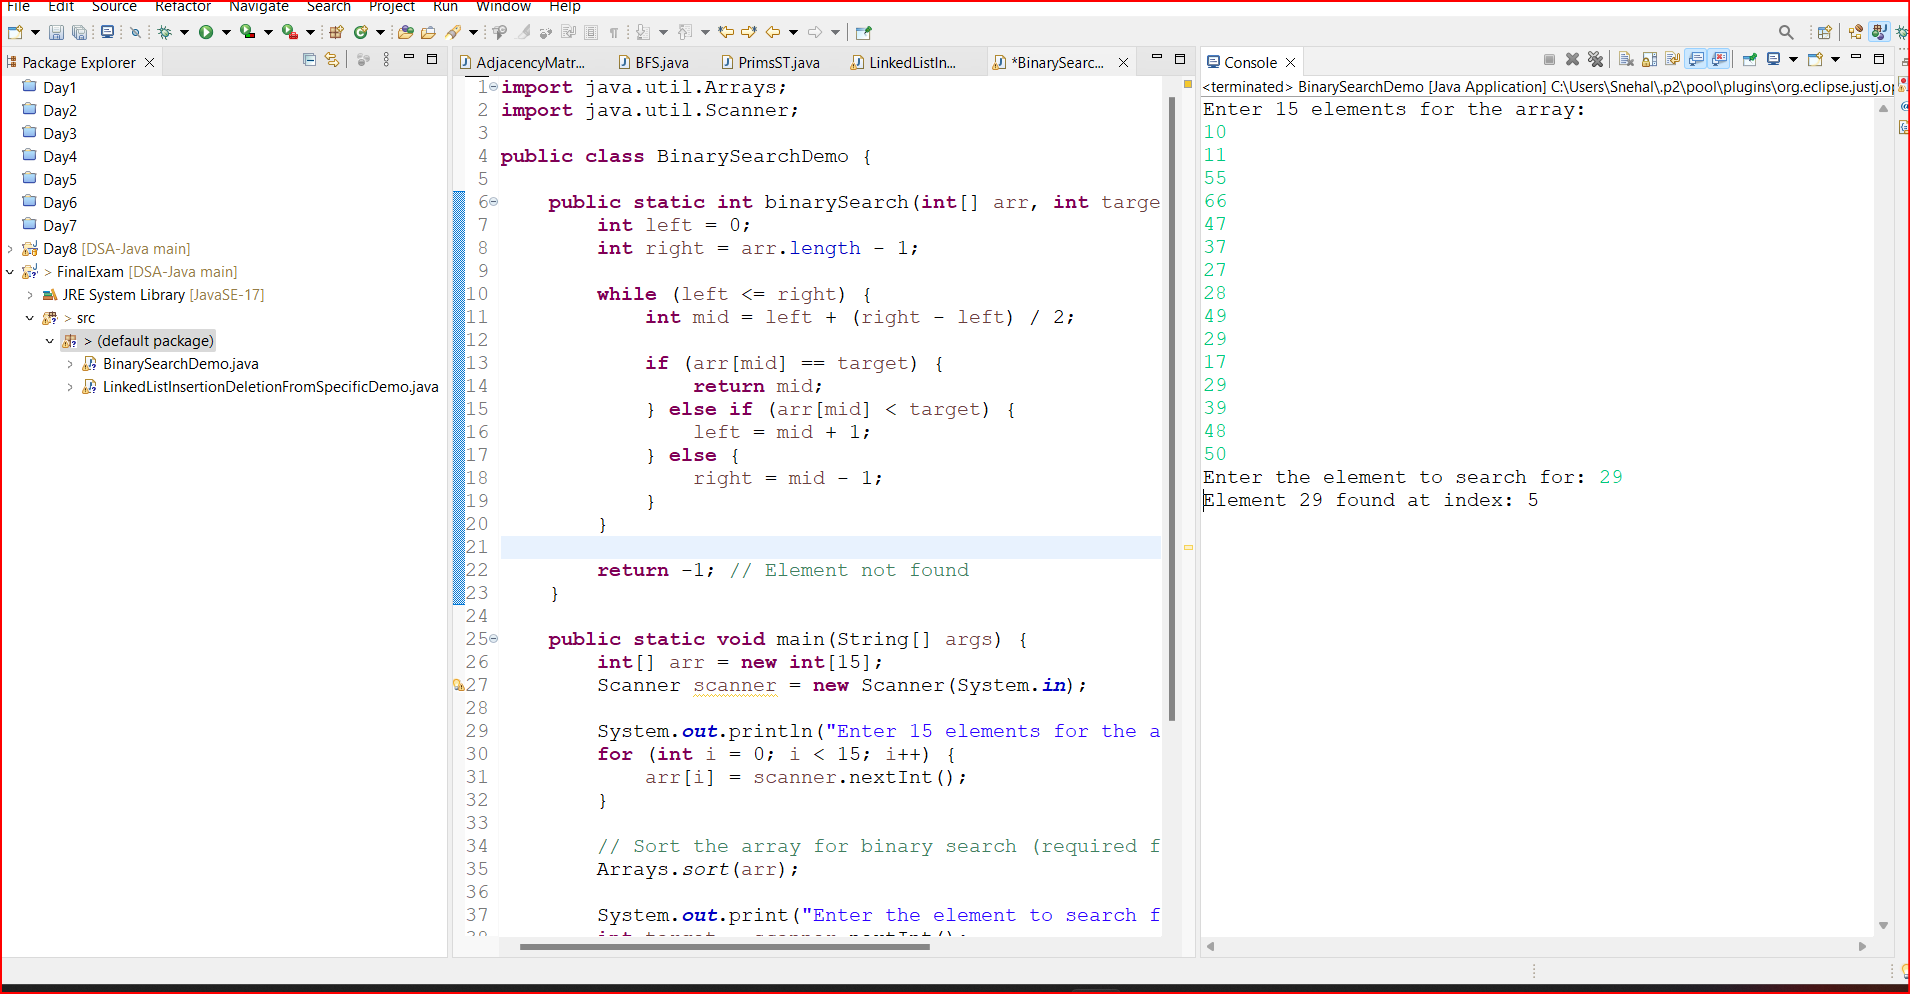 File Edit Source Refactor Navigate Search Project Run Window Help
Package Explorer
Day1
Day2
Day3
Day4
Day5
Day6
Day7
Day8 [DSA-Java main]
> FinalExam [DSA-Java main]
JRE System Library [JavaSE-17]
> src
> (default package)
BinarySearchDemo.java
LinkedListInsertionDeletionFromSpecificDemo.java
AdjacencyMatr... BFS.java PrimsST.java LinkedListIn... *BinarySearc...
1 import java.util.Arrays;
2 import java.util.Scanner;
3
4 public class BinarySearchDemo {
5
6 public static int binarySearch(int[] arr, int targe
7 int left = 0;
8 int right = arr.length - 1;
9
10 while (left <= right) {
11 int mid = left + (right - left) / 2;
12
13 if (arr[mid] == target) {
14 return mid;
15 } else if (arr[mid] < target) {
16 left = mid + 1;
17 } else {
18 right = mid - 1;
19 }
20 }
21
22 return -1; // Element not found
23 }
24
25 public static void main(String[] args) {
26 int[] arr = new int[15];
27 Scanner scanner = new Scanner(System.in);
28
29 System.out.println("Enter 15 elements for the a
30 for (int i = 0; i < 15; i++) {
31 arr[i] = scanner.nextInt();
32 }
33
34 // Sort the array for binary search (required f
35 Arrays.sort(arr);
36
37 System.out.print("Enter the element to search f
Console
<terminated> BinarySearchDemo [Java Application] C:\Users\Snehal\.p2\pool\plugins\org.eclipse.justj.op
Enter 15 elements for the array:
10
11
55
66
47
37
27
28
49
29
17
29
39
48
50
Enter the element to search for: 29
Element 29 found at index: 5